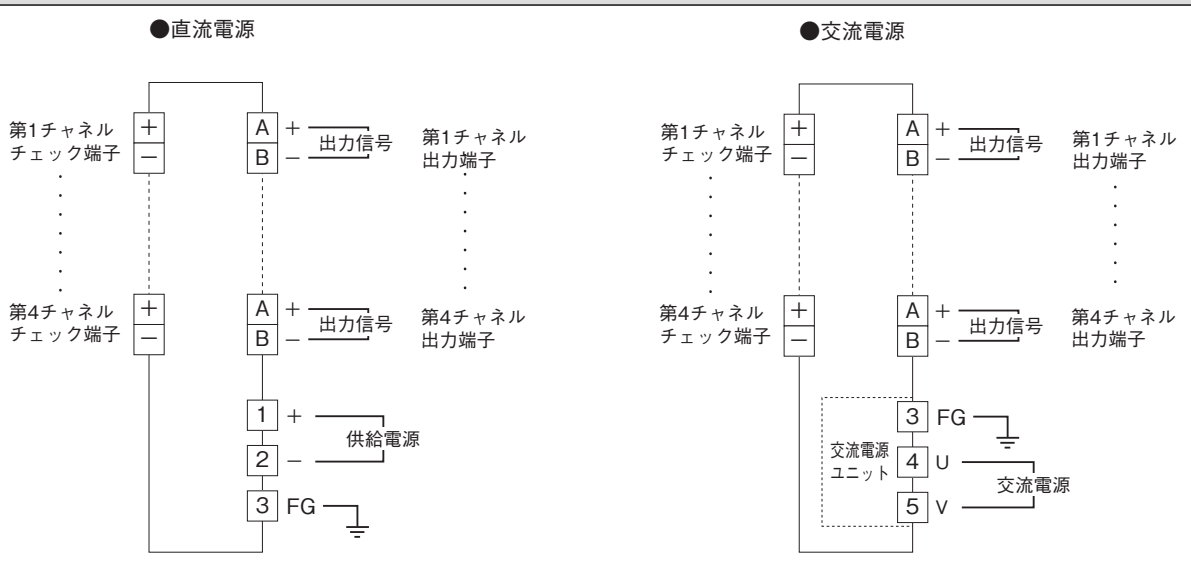 ●直流電源
第1チャネル
チェック端子
+
−
A
B
+
−
出力信号
第1チャネル
出力端子
第4チャネル
チェック端子
+
−
A
B
+
−
出力信号
第4チャネル
出力端子
1
+
2
−
供給電源
3
FG
●交流電源
第1チャネル
チェック端子
+
−
A
B
+
−
出力信号
第1チャネル
出力端子
第4チャネル
チェック端子
+
−
A
B
+
−
出力信号
第4チャネル
出力端子
交流電源
ユニット
3
FG
4
U
5
V
交流電源